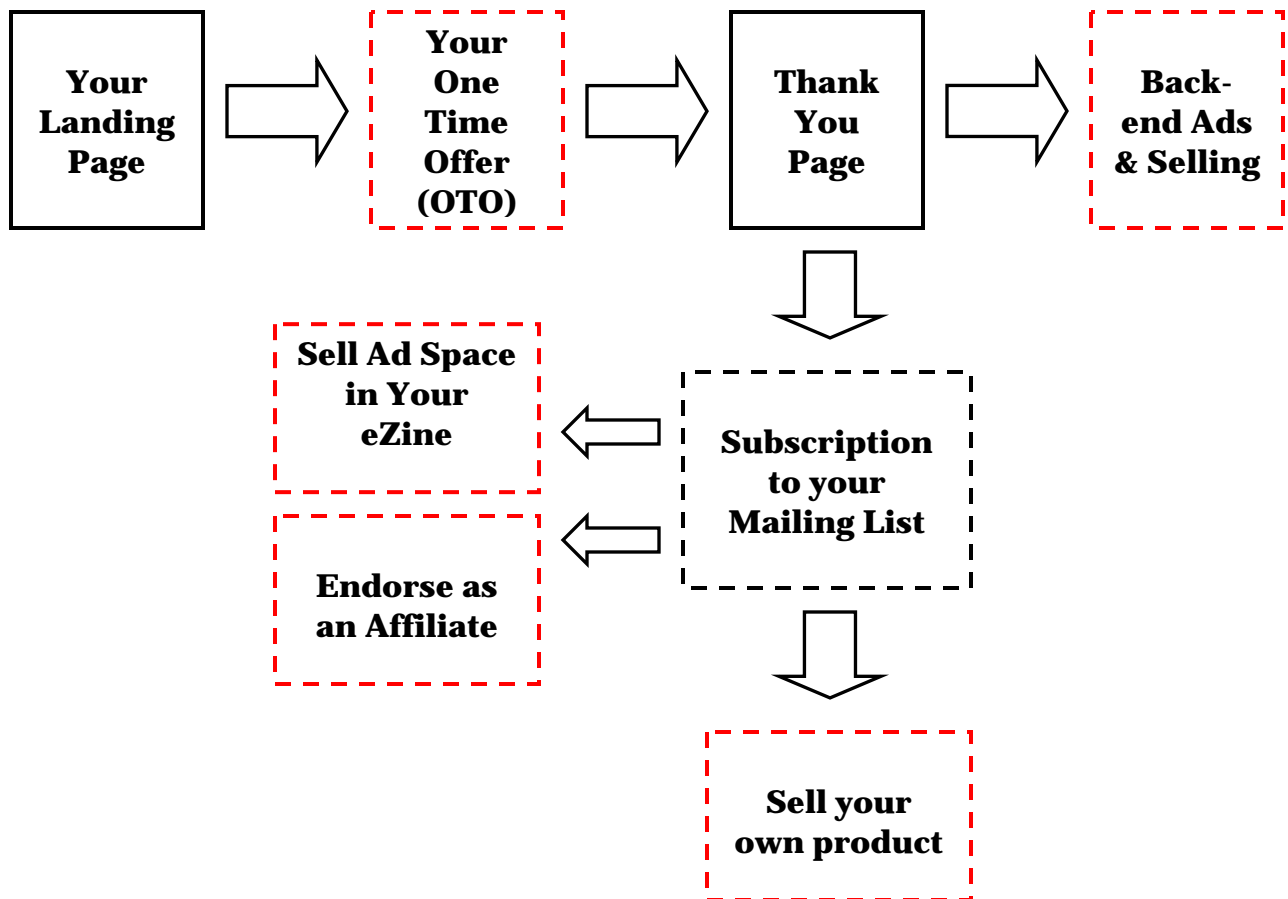 Your
Landing
Page
Your
One
Time
Offer
(OTO)
Thank
You
Page
Back-
end Ads
& Selling
Sell Ad Space
in Your
eZine
Subscription
to your
Mailing List
Endorse as
an Affiliate
Sell your
own product